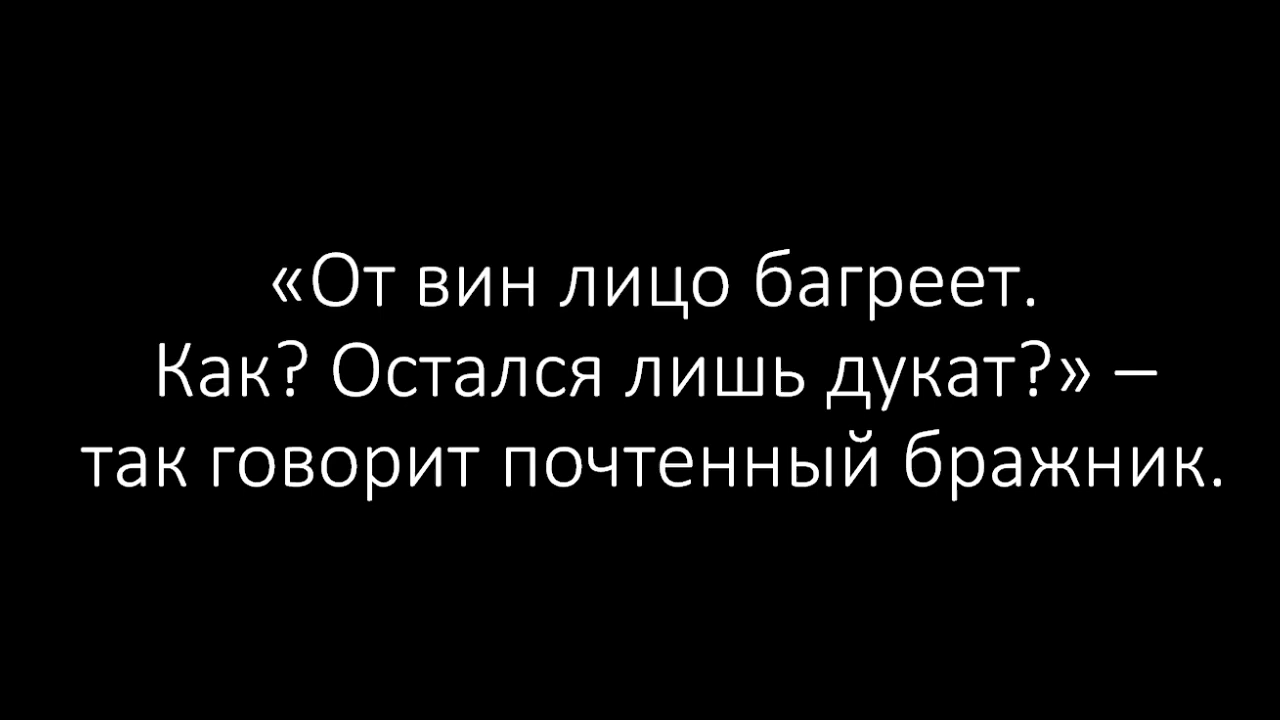 «От вин лицо багреет.
Как? Остался лишь дукат?» –
так говорит почтенный бражник.